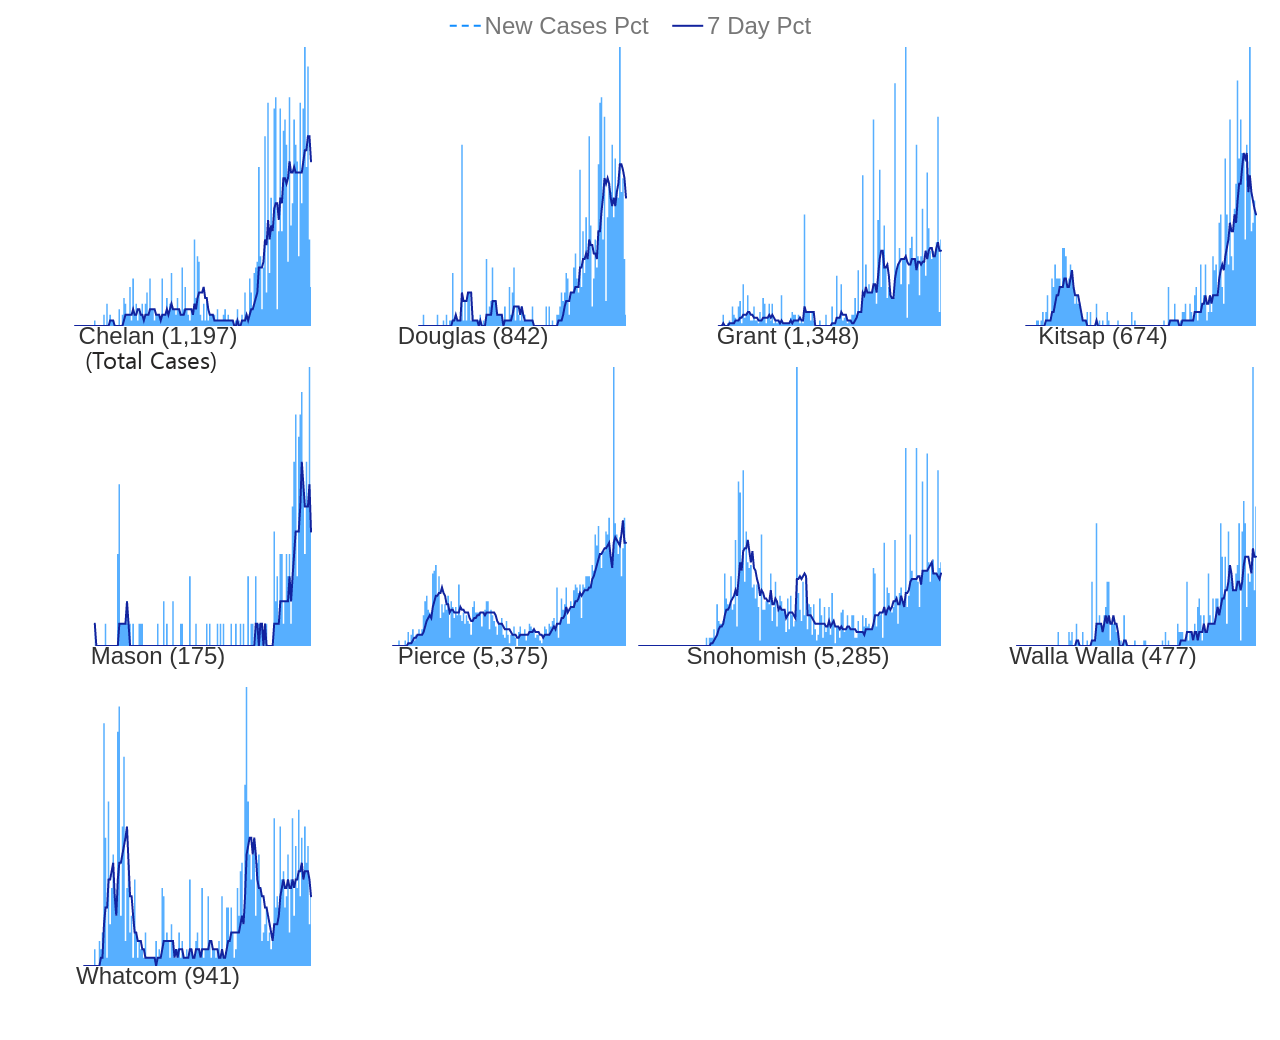 New Cases Pct 7 Day Pct
Chelan (1,197) Douglas (842) Grant (1,348) Kitsap (674)
(Total Cases)
Mason (175) Pierce (5,375) Snohomish (5,285) Walla Walla (477)
Whatcom (941)